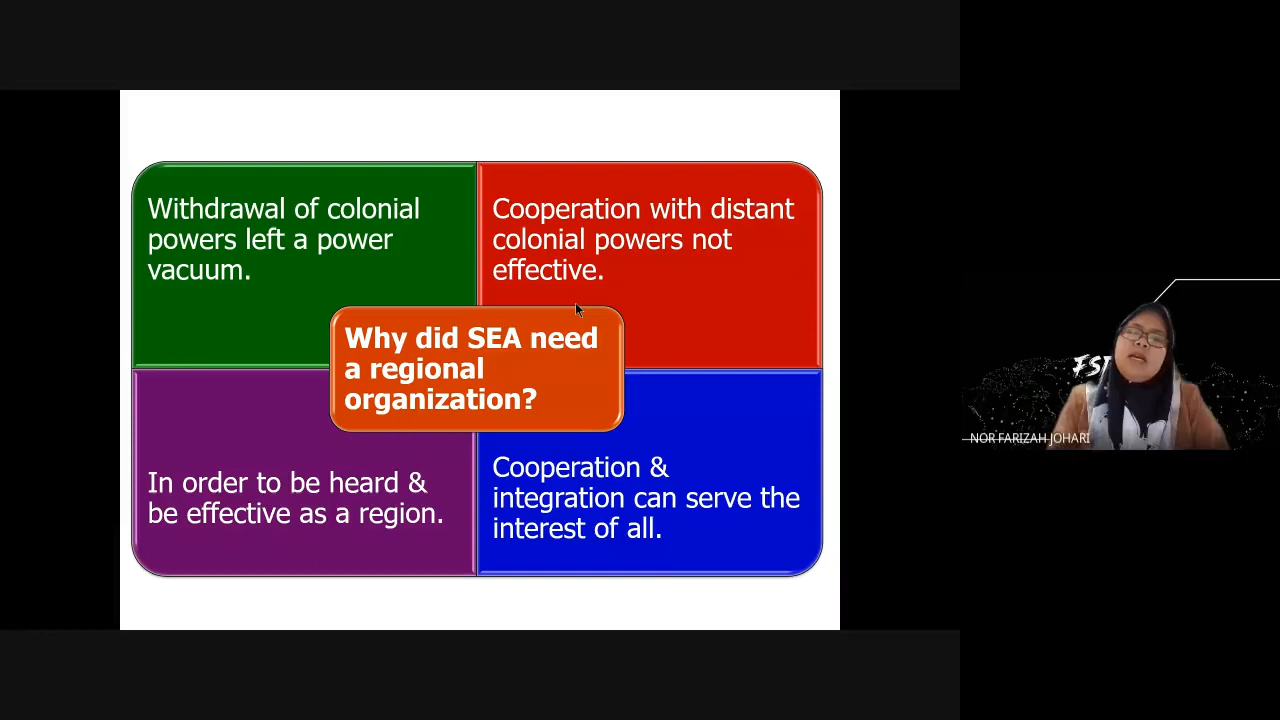 Withdrawal of colonial
powers left a power
vacuum.
Cooperation with distant
colonial powers not
effective.
Why did SEA need
a regional
organization?
In order to be heard &
be effective as a region.
Cooperation &
integration can serve the
interest of all.
NOR FARIZAH JOHARI